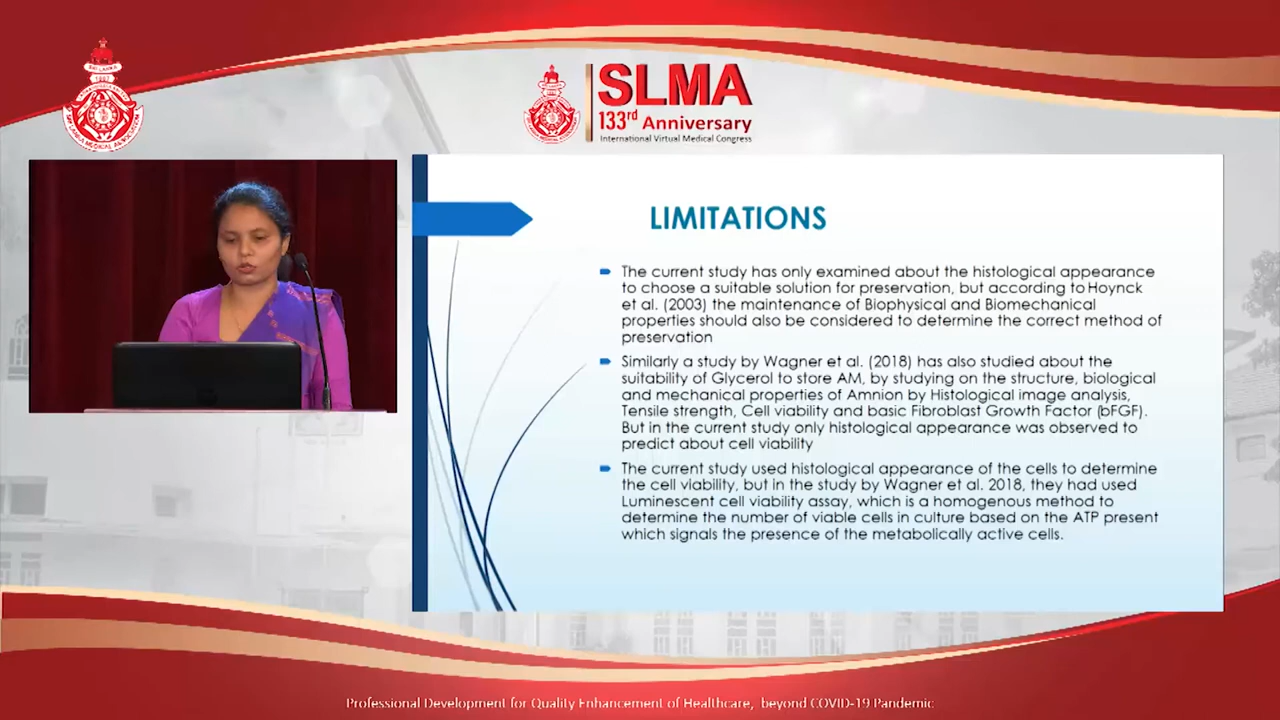 SRI LANKA
1887
SRI LANKA MEDICAL ASSOCIATION
SLMA
133rd Anniversary
International Virtual Medical Congress
LIMITATIONS
The current study has only examined about the histological appearance
to choose a suitable solution for preservation, but according to Hoynck
et al. (2003) the maintenance of Biophysical and Biomechanical
properties should also be considered to determine the correct method of
preservation
Similarly a study by Wagner et al. (2018) has also studied about the
suitability of Glycerol to store AM, by studying on the structure, biological
and mechanical properties of Amnion by Histological image analysis,
Tensile strength, Cell viability and basic Fibroblast Growth Factor (bFGF).
But in the current study only histological appearance was observed to
predict about cell viability
The current study used histological appearance of the cells to determine
the cell viability, but in the study by Wagner et al. 2018, they had used
Luminescent cell viability assay, which is a homogenous method to
determine the number of viable cells in culture based on the ATP present
which signals the presence of the metabolically active cells.
Professional Development for Quality Enhancement of Healthcare, beyond COVID-19 Pandemic